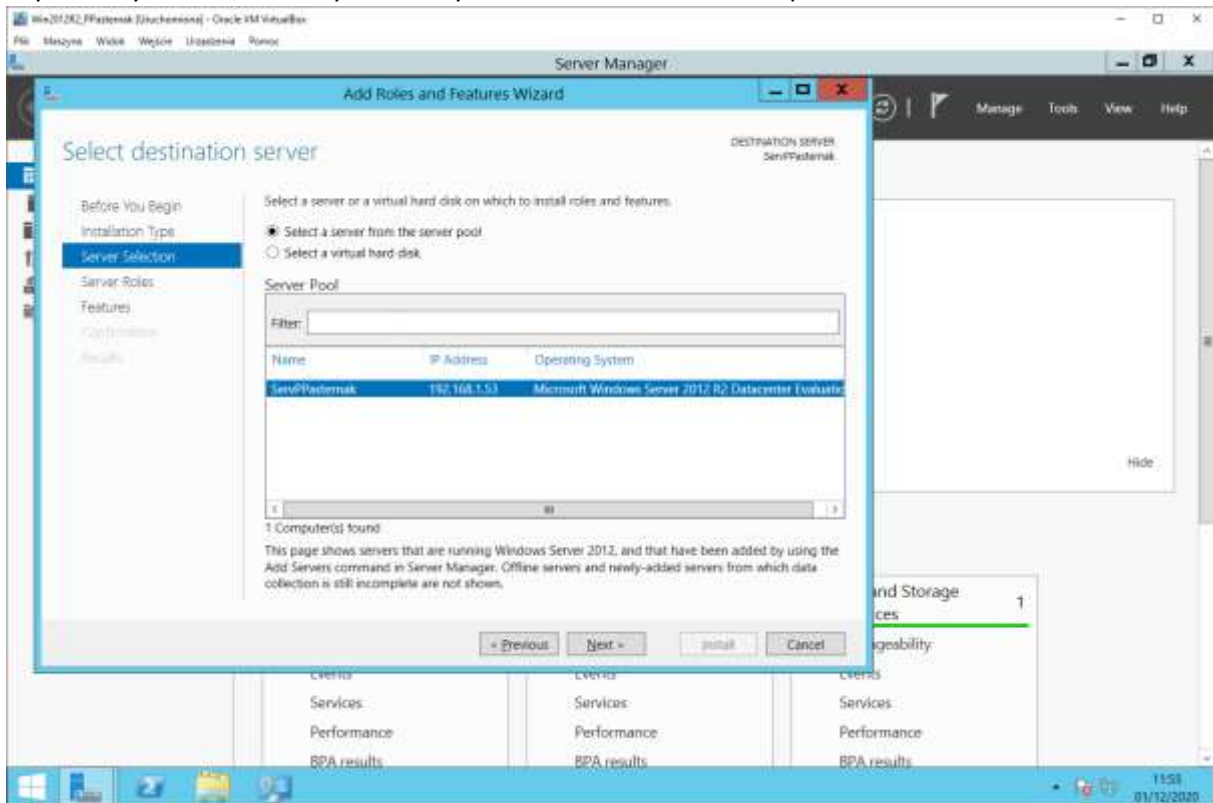 Win2012R2_PPasternak [Uruchomiona] - Oracle VM VirtualBox
Plik Maszyna Widok Wejście Urządzenia Pomoc
Server Manager
Add Roles and Features Wizard
Manage Tools View Help
Select destination server
DESTINATION SERVER
ServPPasternak
Before You Begin
Installation Type
Server Selection
Server Roles
Features
Confirmation
Results
Select a server or a virtual hard disk on which to install roles and features.
Select a server from the server pool
Select a virtual hard disk
Server Pool
Filter:
Name IP Address Operating System
ServPPasternak 192.168.1.53 Microsoft Windows Server 2012 R2 Datacenter Evaluatio
1 Computer(s) found
This page shows servers that are running Windows Server 2012, and that have been added by using the
Add Servers command in Server Manager. Offline servers and newly-added servers from which data
collection is still incomplete are not shown.
< Previous Next > Install Cancel
Hide
and Storage 1
ces
geability
Events Events Events
Services Services Services
Performance Performance Performance
BPA results BPA results BPA results
11:53
01/12/2020